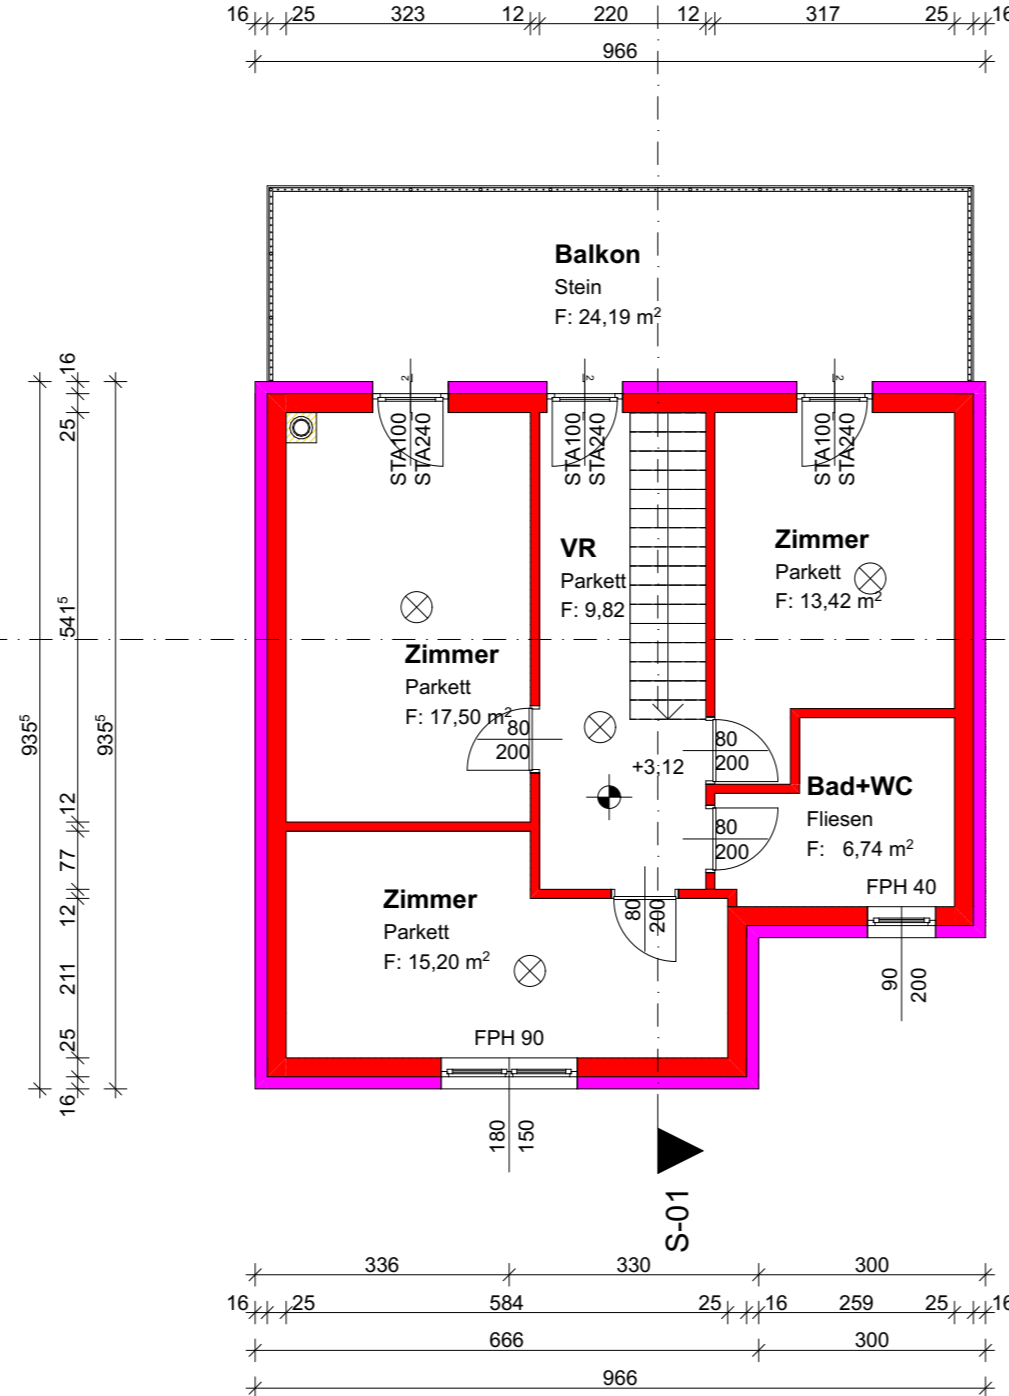 16 25 323 12 220 12 317 25 16
966
Balkon
Stein
F: 24,19 m²
16
25
541⁵
12
77
12
211
25
16
935⁵
935⁵
2
STA100
STA240
2
STA100
STA240
2
STA100
STA240
VR
Parkett
F: 9,82
Zimmer
Parkett
F: 13,42 m²
Zimmer
Parkett
F: 17,50 m²
80
200
+3,12
80
200
Bad+WC
Fliesen
F: 6,74 m²
80
200
FPH 40
Zimmer
Parkett
F: 15,20 m²
80
200
90
200
FPH 90
180
150
S-01
336 330 300
16 25 584 25 16 259 25 16
666 300
966